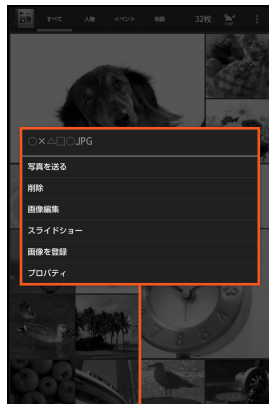 すべて 人物 イベント 地図 32枚
○×△□○JPG
写真を送る
削除
画像編集
スライドショー
画像を登録
プロパティ